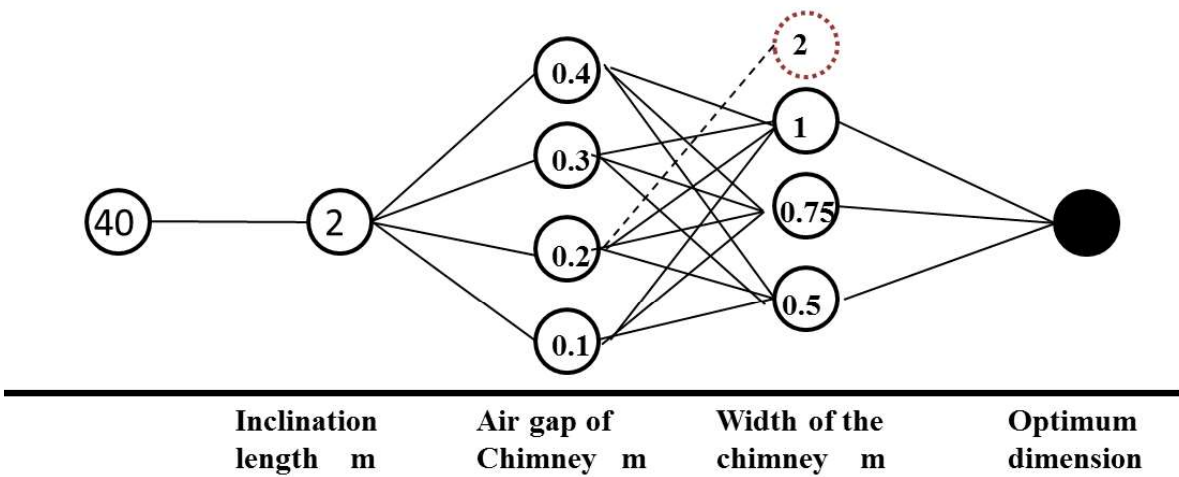 2
0.4
1
0.3
40
2
0.75
0.2
0.5
0.1
Inclination
length m
Air gap of
Chimney m
Width of the
chimney m
Optimum
dimension